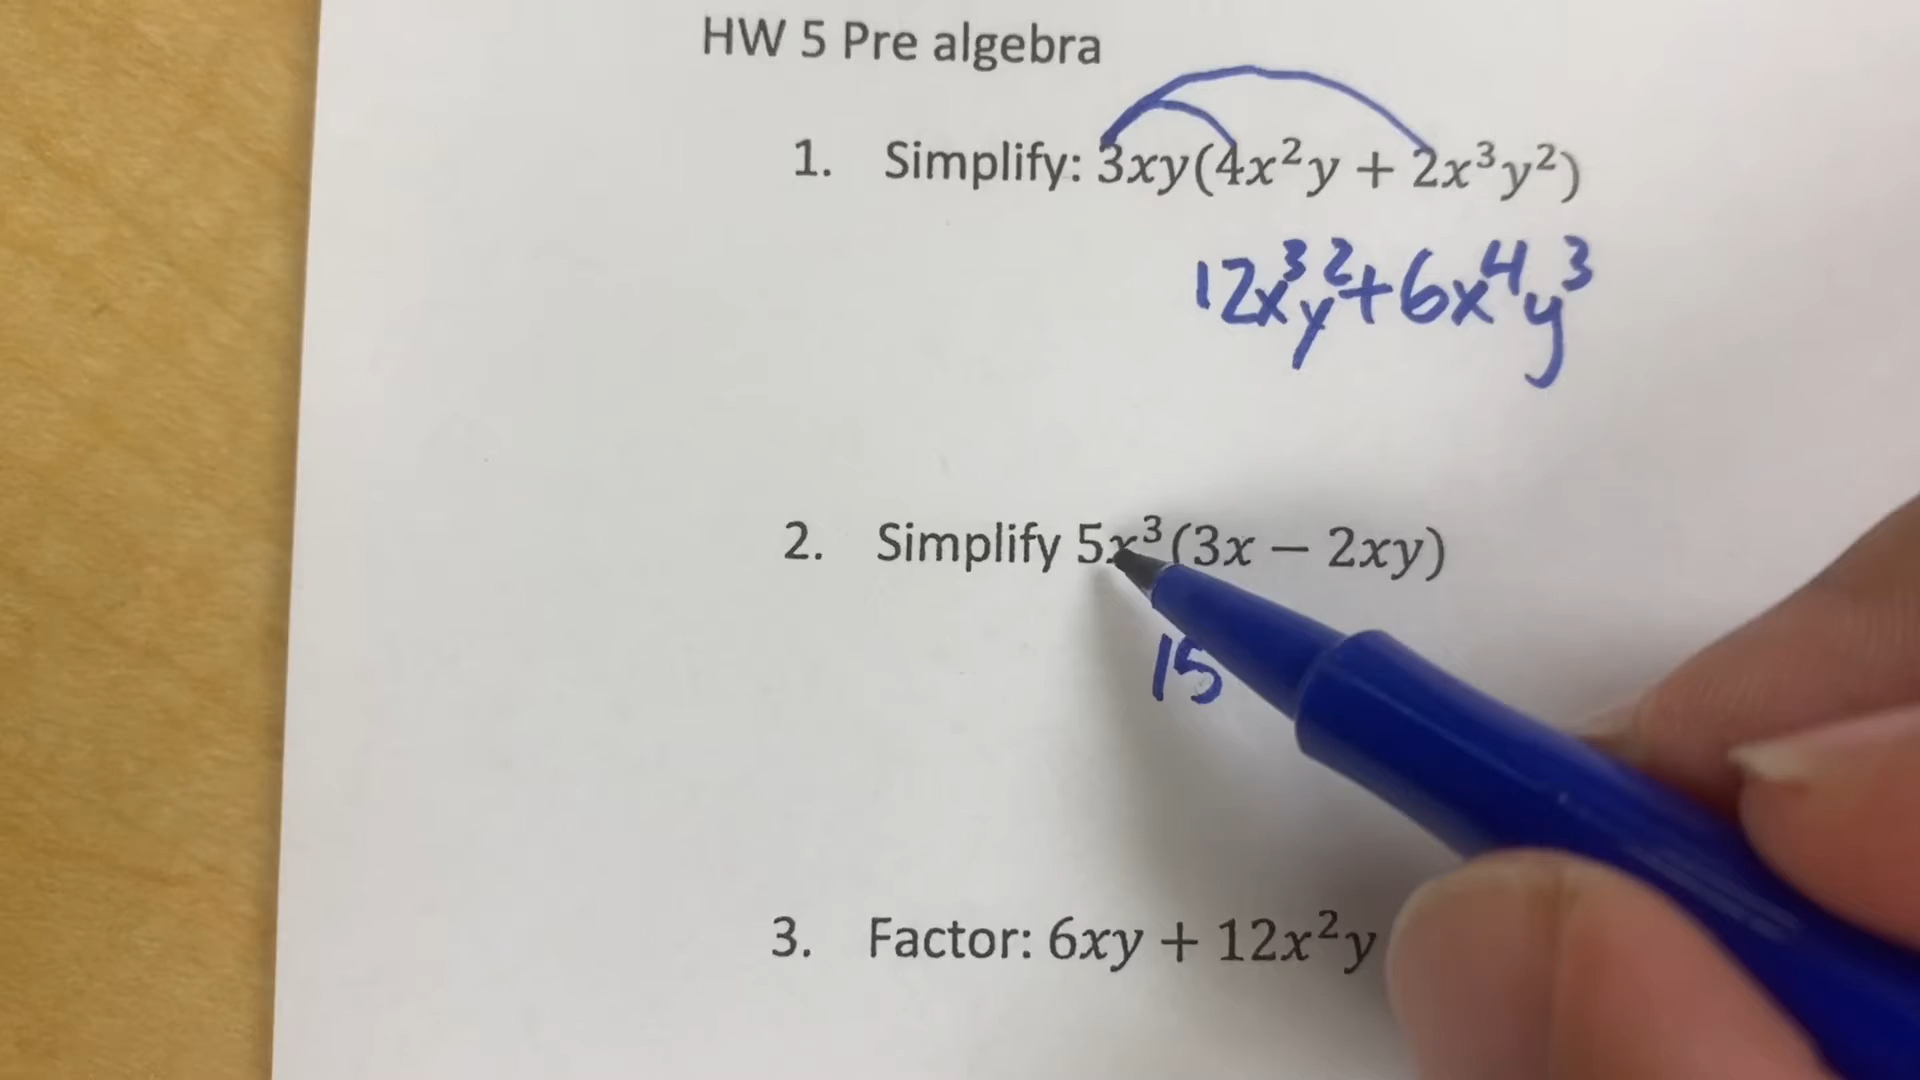 HW 5 Pre algebra
1. Simplify: 3xy(4x²y + 2x³y²)
12x³y²+6x⁴y³
2. Simplify 5x³(3x − 2xy)
15
3. Factor: 6xy + 12x²y